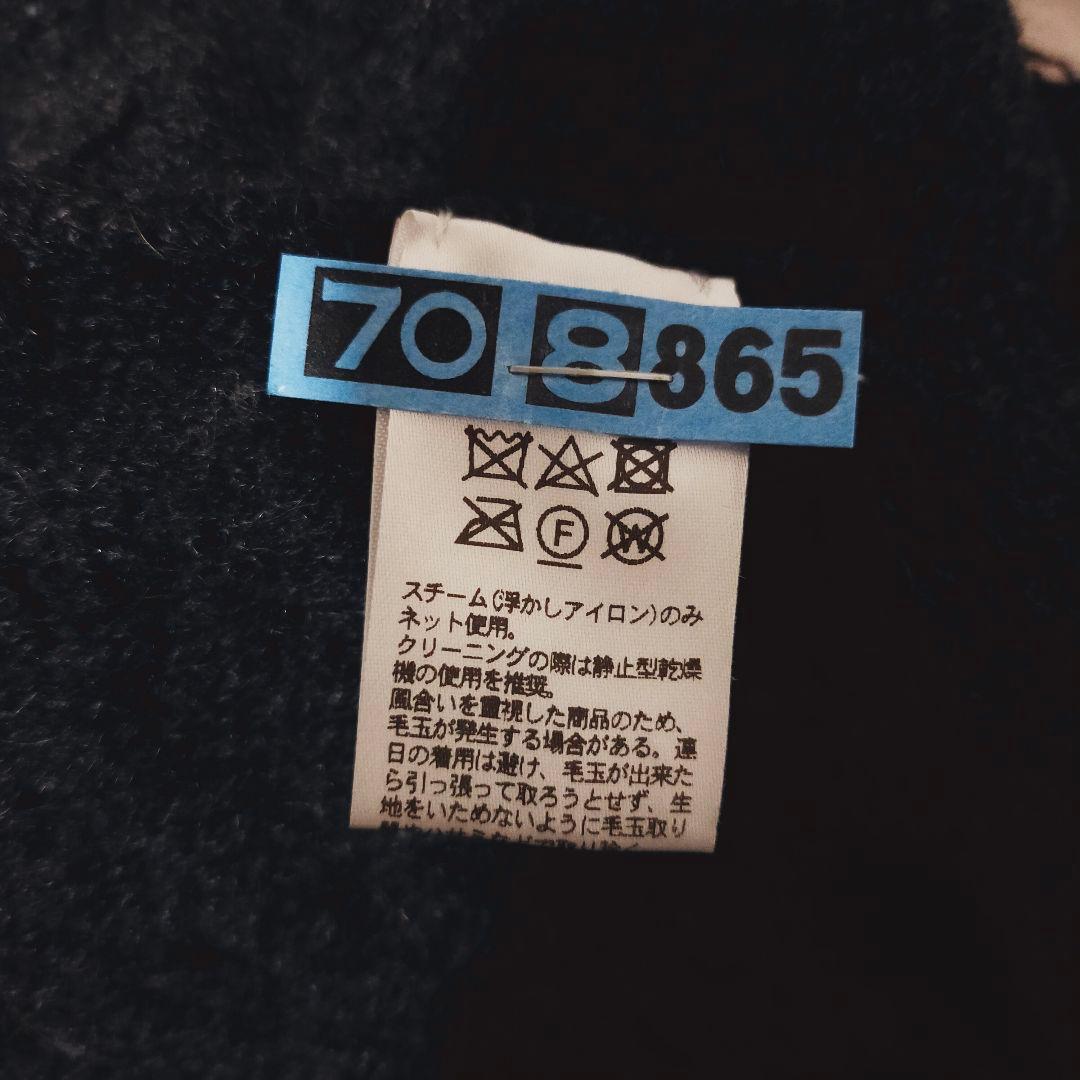 70 8865
F
W
スチーム(浮かしアイロン)のみ
ネット使用。
クリーニングの際は静止型乾燥
機の使用を推奨。
風合いを重視した商品のため、
毛玉が発生する場合がある。連
日の着用は避け、毛玉が出来た
ら引っ張って取ろうとせず、生
地をいためないように毛玉取り